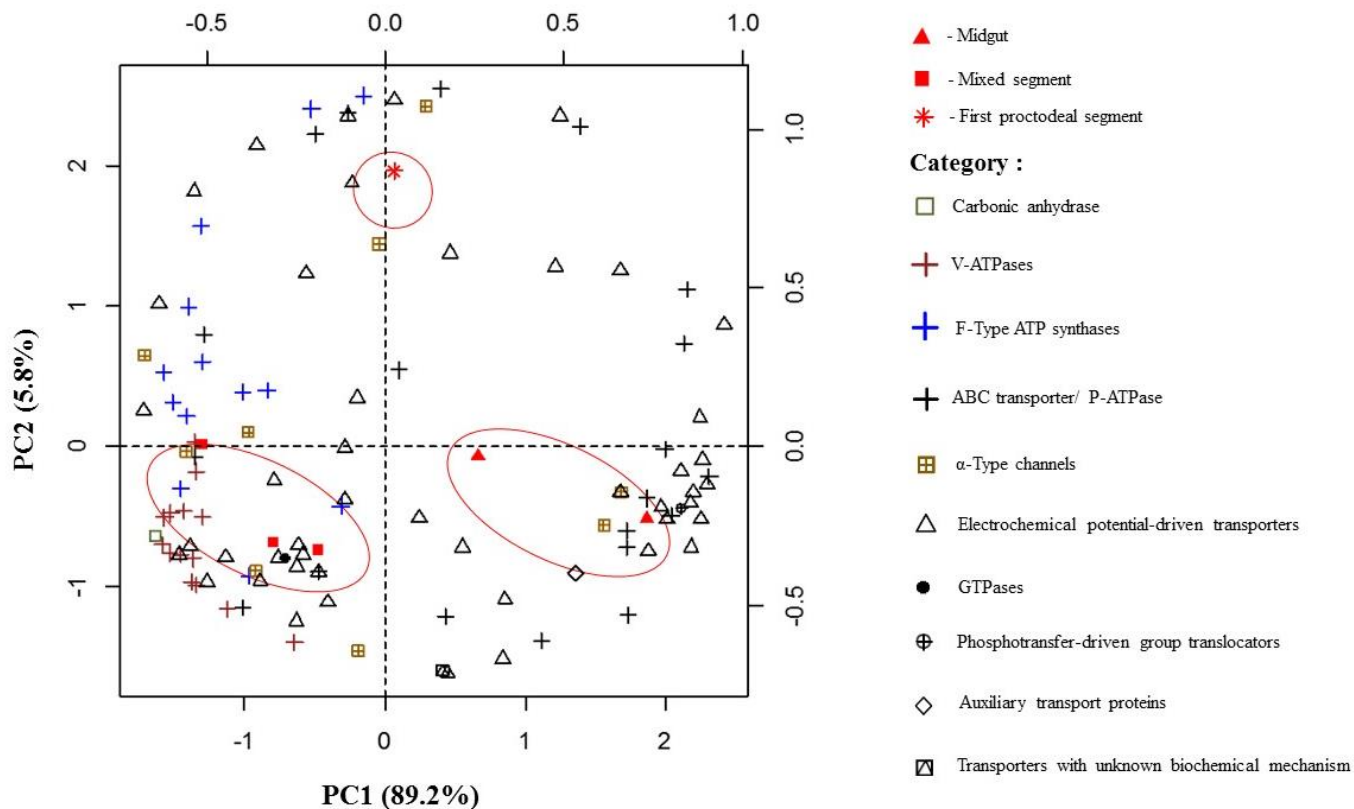 -0.5 0.0 0.5 1.0
- Midgut
- Mixed segment
- First proctodeal segment
Category :
Carbonic anhydrase
V-ATPases
F-Type ATP synthases
ABC transporter/ P-ATPase
α-Type channels
Electrochemical potential-driven transporters
GTPases
Phosphotransfer-driven group translocators
Auxiliary transport proteins
Transporters with unknown biochemical mechanism
PC2 (5.8%)
2
1
0
-1
1.0
0.5
0.0
-0.5
-1 0 1 2
PC1 (89.2%)